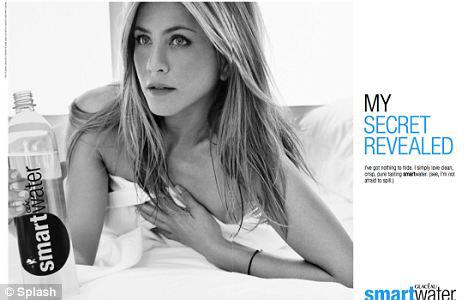 MY
SECRET
REVEALED
I've got nothing to hide. I simply love clean,
crisp, pure tasting smartwater. (see, I'm not
afraid to spill.)
smartwater
GLACÉAU
smartwater
© Splash